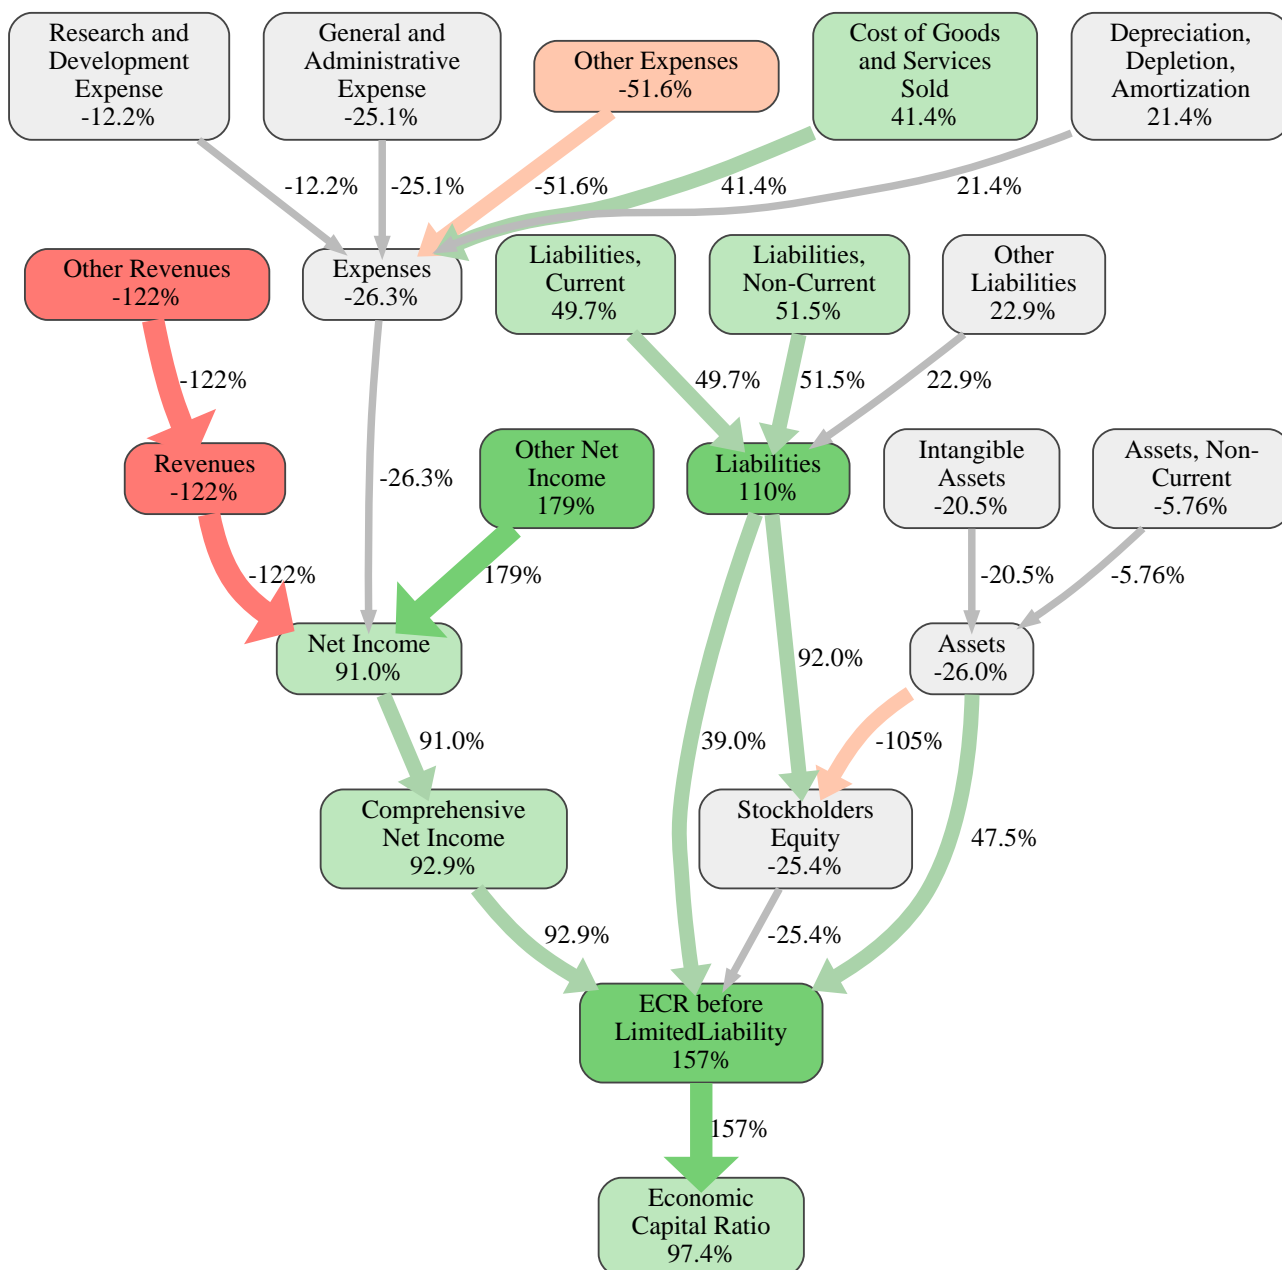 Research and
Development
Expense
-12.2%
General and
Administrative
Expense
-25.1%
Other Expenses
-51.6%
Cost of Goods
and Services
Sold
41.4%
Depreciation,
Depletion,
Amortization
21.4%
-12.2%
-25.1%
-51.6%
41.4%
21.4%
Other Revenues
-122%
Expenses
-26.3%
Liabilities,
Current
49.7%
Liabilities,
Non-Current
51.5%
Other
Liabilities
22.9%
-122%
49.7%
51.5%
22.9%
Revenues
-122%
-26.3%
Other Net
Income
179%
Liabilities
110%
Intangible
Assets
-20.5%
Assets, Non-
Current
-5.76%
-122%
179%
-20.5%
-5.76%
Net Income
91.0%
92.0%
Assets
-26.0%
91.0%
39.0%
-105%
47.5%
Comprehensive
Net Income
92.9%
Stockholders
Equity
-25.4%
92.9%
-25.4%
ECR before
LimitedLiability
157%
157%
Economic
Capital Ratio
97.4%